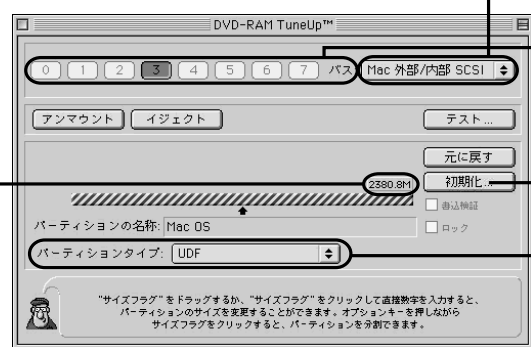 DVD-RAM TuneUp™
0 1 2 3 4 5 6 7 バス Mac 外部/内部 SCSI
アンマウント イジェクト テスト...
元に戻す
2380.8M 初期化...
書込検証
パーティションの名称: Mac OS ロック
パーティションタイプ: UDF
"サイズフラグ" をドラッグするか、"サイズフラグ" をクリックして直接数字を入力すると、
パーティションのサイズを変更することができます。オプションキーを押しながら
サイズフラグをクリックすると、パーティションを分割できます。